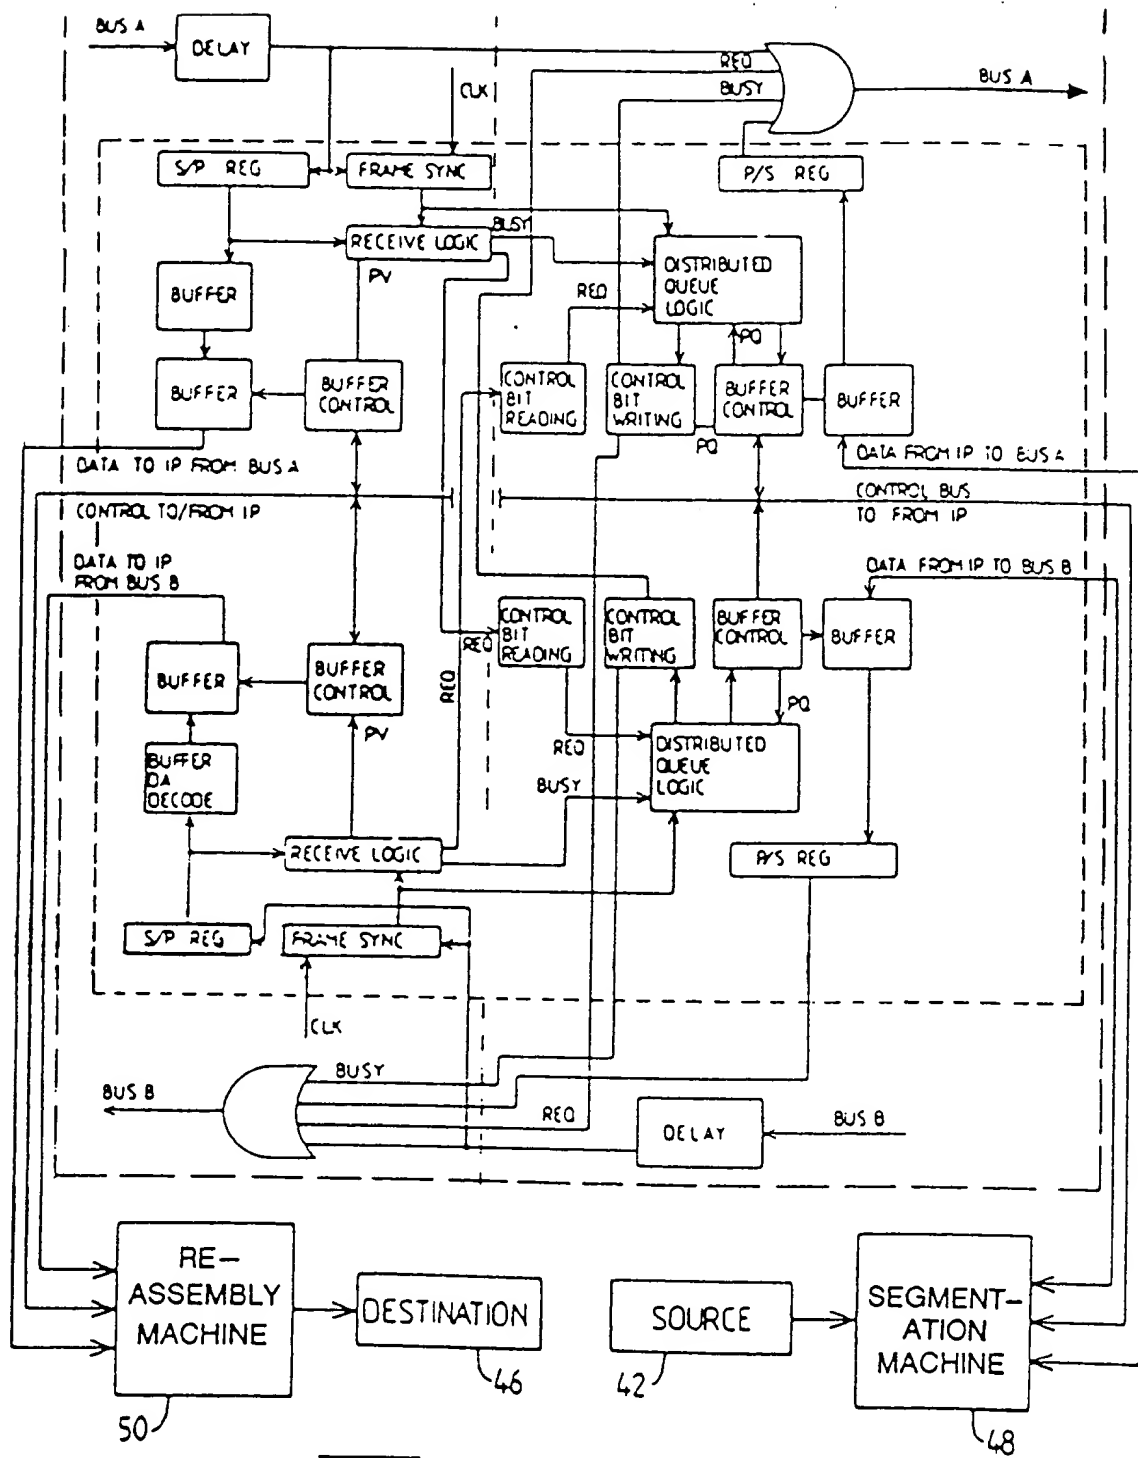 BUS A
DELAY
REQ
BUSY
BUS A
CLK
S/P REG
FRAME SYNC
P/S REG
BUSY
RECEIVE LOGIC
PV
DISTRIBUTED
QUEUE
LOGIC
BUFFER
REQ
PQ
BUFFER
BUFFER
CONTROL
CONTROL
BIT
READING
CONTROL
BIT
WRITING
BUFFER
CONTROL
BUFFER
PQ
DATA TO IP FROM BUS A
DATA FROM IP TO BUS A
CONTROL TO/FROM IP
CONTROL BUS
TO FROM IP
DATA TO IP
FROM BUS B
DATA FROM IP TO BUS B
CONTROL
BIT
READING
CONTROL
BIT
WRITING
BUFFER
CONTROL
BUFFER
REQ
REQ
BUFFER
BUFFER
CONTROL
PV
PQ
REQ
DISTRIBUTED
QUEUE
LOGIC
BUFFER
DA
DECODE
BUSY
RECEIVE LOGIC
P/S REG
S/P REG
FRAME SYNC
CLK
BUSY
BUS B
REQ
DELAY
BUS B
RE-
ASSEMBLY
MACHINE
DESTINATION
SOURCE
SEGMENT-
ATION
MACHINE
46
42
50
48